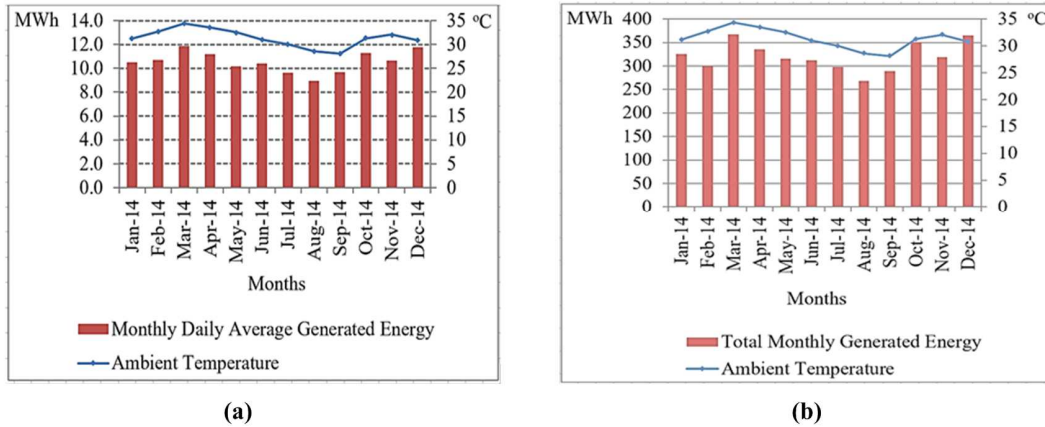 MWh
14.0
12.0
10.0
8.0
6.0
4.0
2.0
0.0
35 ºC
30
25
20
15
10
5
0
Jan-14
Feb-14
Mar-14
Apr-14
May-14
Jun-14
Jul-14
Aug-14
Sep-14
Oct-14
Nov-14
Dec-14
Months
Monthly Daily Average Generated Energy
Ambient Temperature
(a)
MWh
400
350
300
250
200
150
100
50
0
35 ºC
30
25
20
15
10
5
0
Jan-14
Feb-14
Mar-14
Apr-14
May-14
Jun-14
Jul-14
Aug-14
Sep-14
Oct-14
Nov-14
Dec-14
Months
Total Monthly Generated Energy
Ambient Temperature
(b)